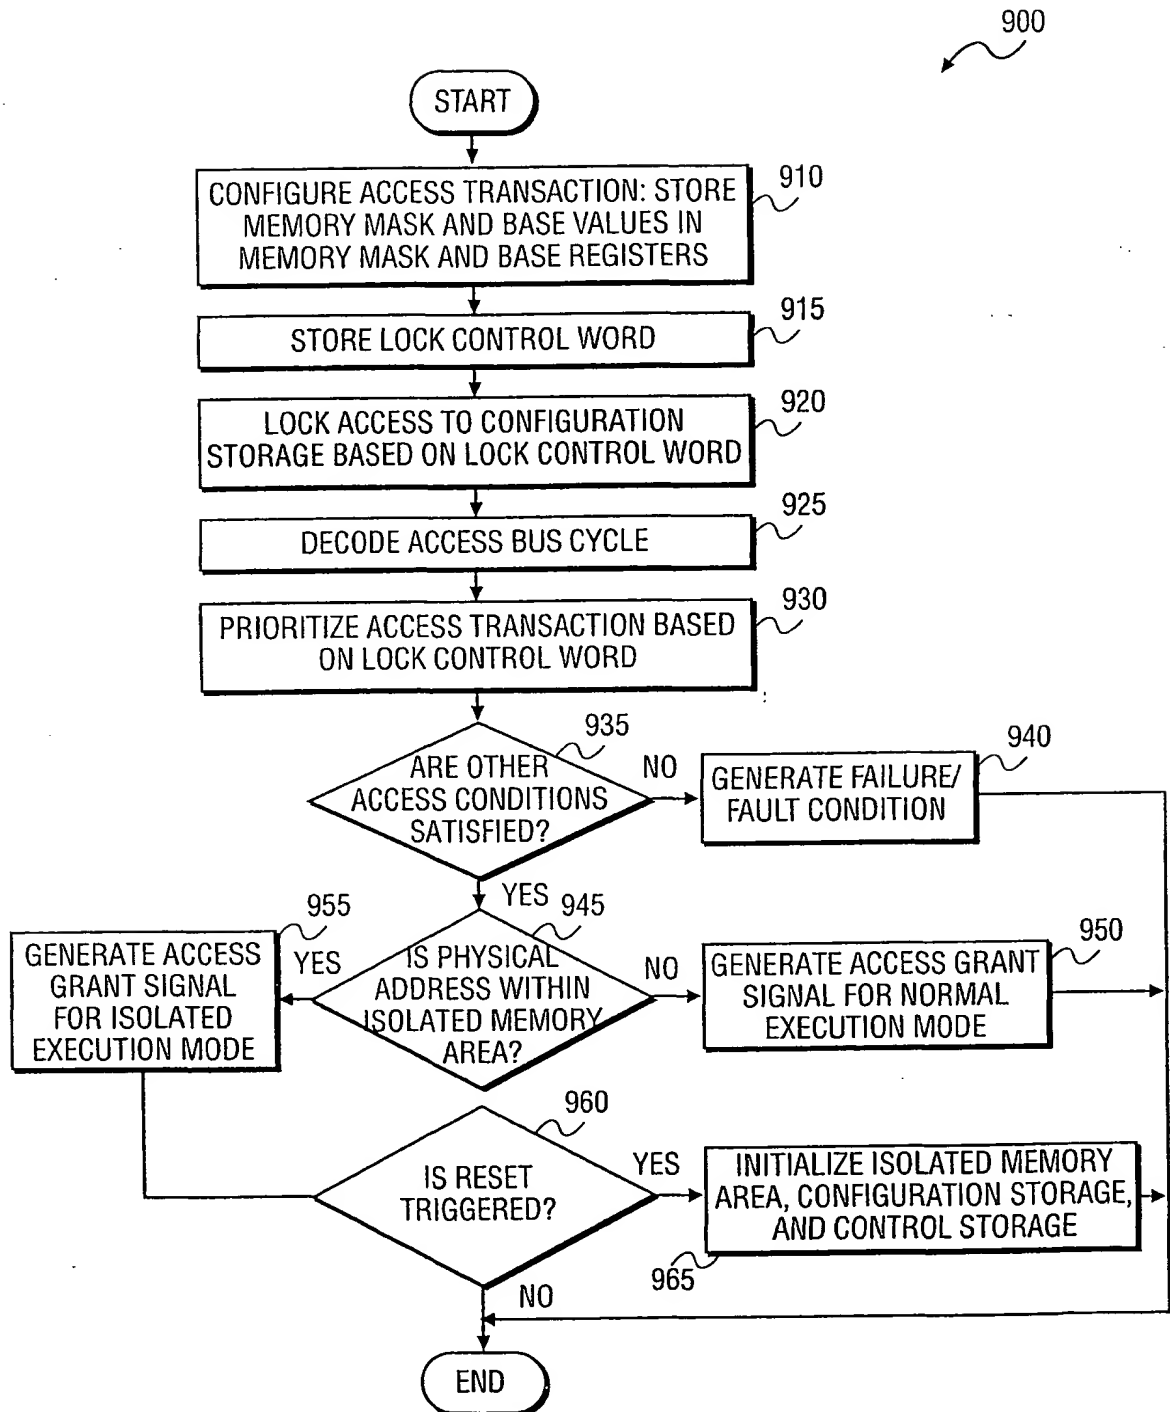 900
START
CONFIGURE ACCESS TRANSACTION: STORE
MEMORY MASK AND BASE VALUES IN
MEMORY MASK AND BASE REGISTERS
910
STORE LOCK CONTROL WORD
915
LOCK ACCESS TO CONFIGURATION
STORAGE BASED ON LOCK CONTROL WORD
920
DECODE ACCESS BUS CYCLE
925
PRIORITIZE ACCESS TRANSACTION BASED
ON LOCK CONTROL WORD
930
ARE OTHER
ACCESS CONDITIONS
SATISFIED?
935
NO
GENERATE FAILURE/
FAULT CONDITION
940
YES
IS PHYSICAL
ADDRESS WITHIN
ISOLATED MEMORY
AREA?
945
NO
GENERATE ACCESS GRANT
SIGNAL FOR NORMAL
EXECUTION MODE
950
YES
GENERATE ACCESS
GRANT SIGNAL
FOR ISOLATED
EXECUTION MODE
955
IS RESET
TRIGGERED?
960
YES
INITIALIZE ISOLATED MEMORY
AREA, CONFIGURATION STORAGE,
AND CONTROL STORAGE
965
NO
END